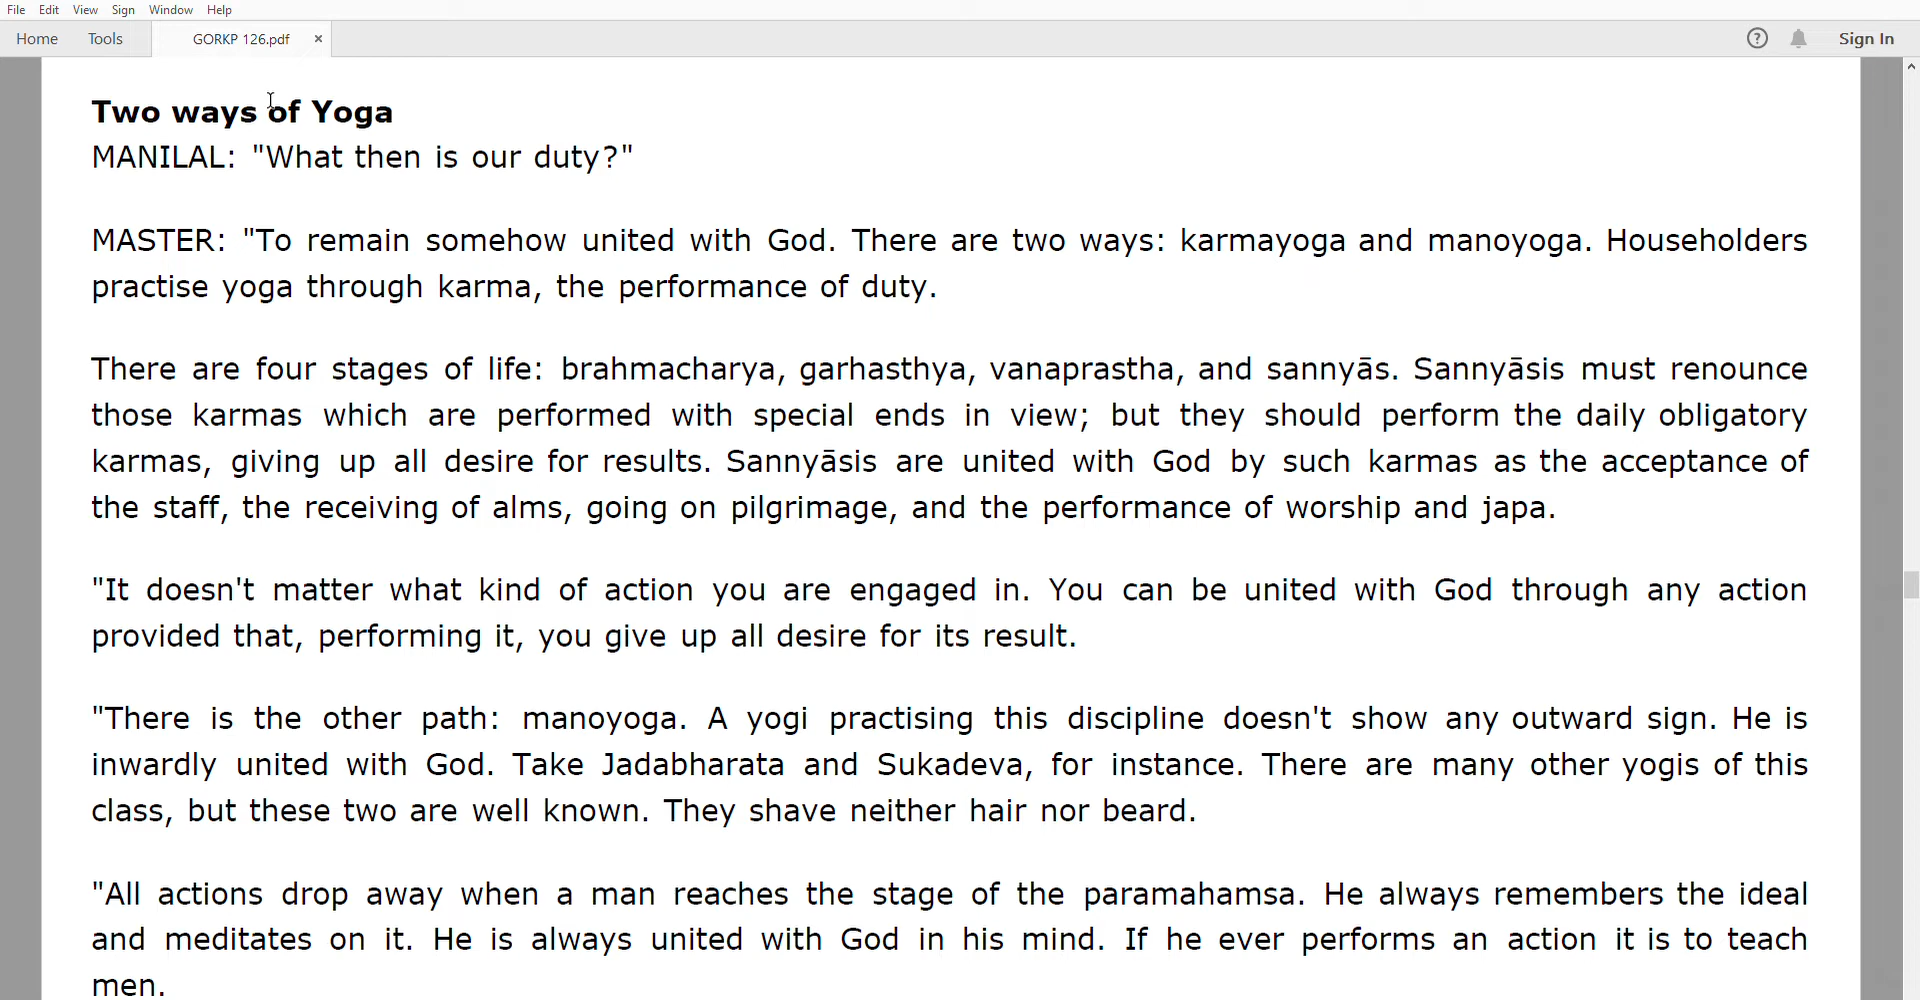 File Edit View Sign Window Help
Home Tools GORKP 126.pdf × ? Sign In
Two ways of Yoga
MANILAL: "What then is our duty?"
MASTER: "To remain somehow united with God. There are two ways: karmayoga and manoyoga. Householders
practise yoga through karma, the performance of duty.
There are four stages of life: brahmacharya, garhasthya, vanaprastha, and sannyās. Sannyāsis must renounce
those karmas which are performed with special ends in view; but they should perform the daily obligatory
karmas, giving up all desire for results. Sannyāsis are united with God by such karmas as the acceptance of
the staff, the receiving of alms, going on pilgrimage, and the performance of worship and japa.
"It doesn't matter what kind of action you are engaged in. You can be united with God through any action
provided that, performing it, you give up all desire for its result.
"There is the other path: manoyoga. A yogi practising this discipline doesn't show any outward sign. He is
inwardly united with God. Take Jadabharata and Sukadeva, for instance. There are many other yogis of this
class, but these two are well known. They shave neither hair nor beard.
"All actions drop away when a man reaches the stage of the paramahamsa. He always remembers the ideal
and meditates on it. He is always united with God in his mind. If he ever performs an action it is to teach
men.